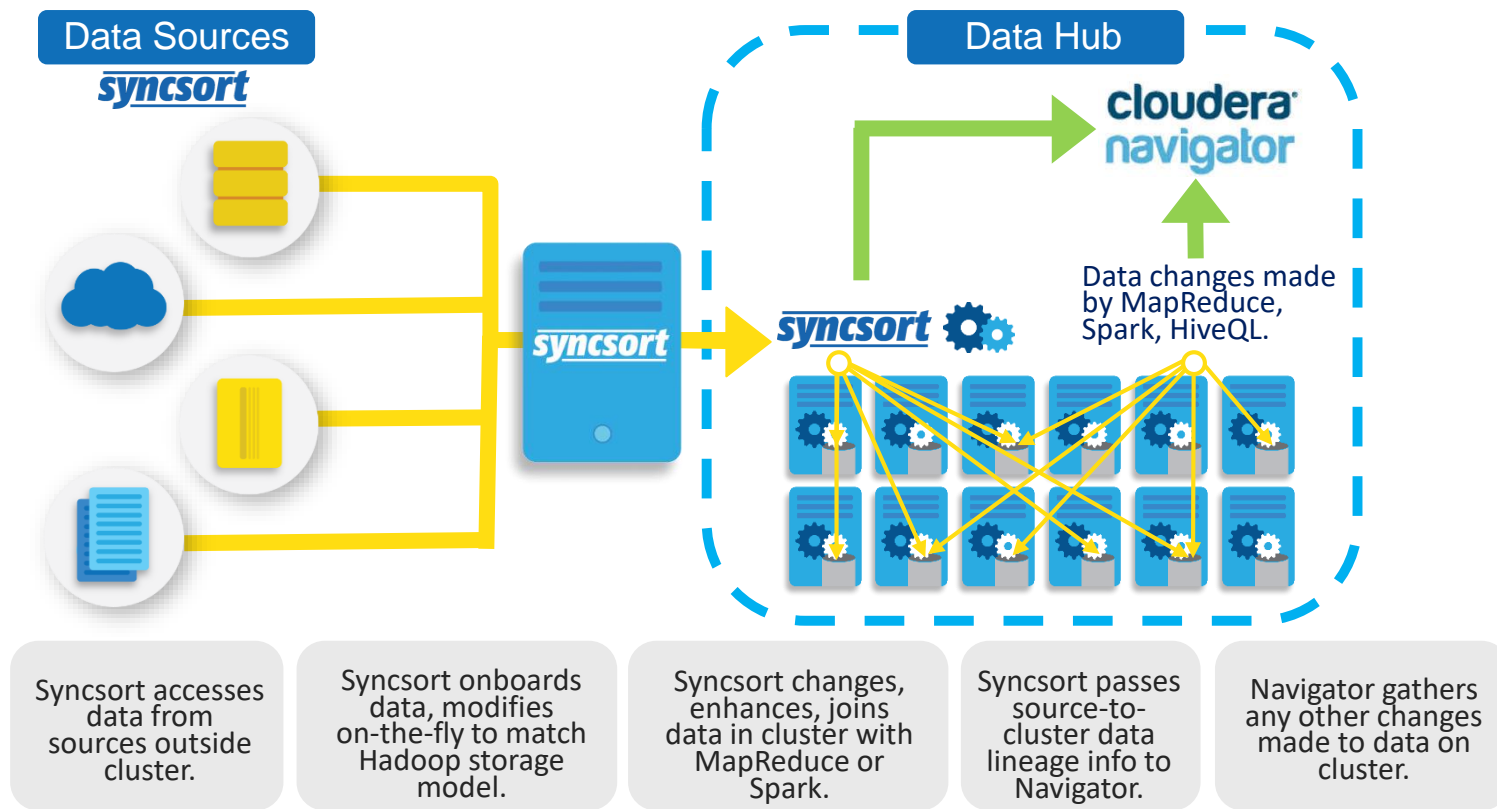 Data Sources
syncsort
Data Hub
cloudera
navigator
syncsort
syncsort
Data changes made
by MapReduce,
Spark, HiveQL.
Syncsort accesses
data from
sources outside
cluster.
Syncsort onboards
data, modifies
on-the-fly to match
Hadoop storage
model.
Syncsort changes,
enhances, joins
data in cluster with
MapReduce or
Spark.
Syncsort passes
source-to-
cluster data
lineage info to
Navigator.
Navigator gathers
any other changes
made to data on
cluster.